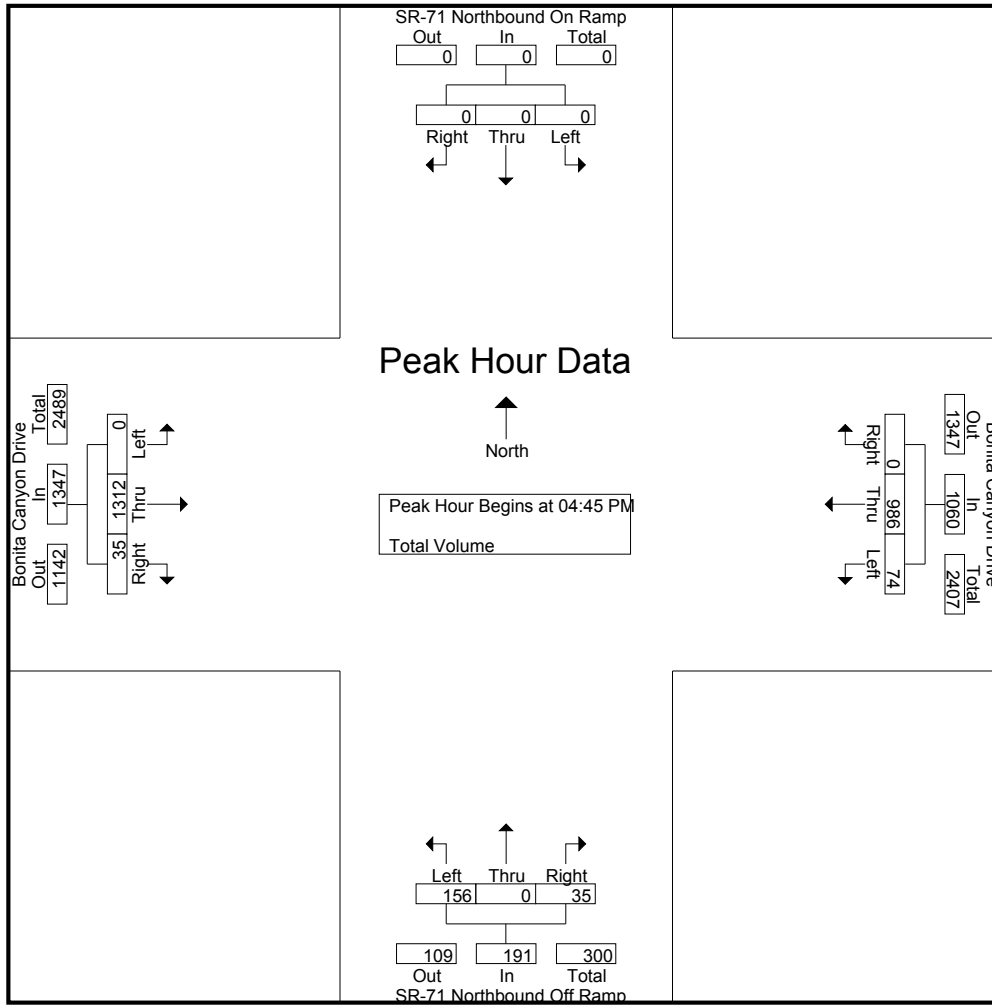 SR-71 Northbound On Ramp
Out In Total
0 0 0
0 0 0
Right Thru Left
Peak Hour Data
North
Peak Hour Begins at 04:45 PM
Total Volume
Bonita Canyon Drive
Out In Total
1142 1347 2489
35 1312 0
Right Thru Left
Bonita Canyon Drive
Out In Total
1347 1060 2407
0 986 74
Right Thru Left
Left Thru Right
156 0 35
109 191 300
Out In Total
SR-71 Northbound Off Ramp